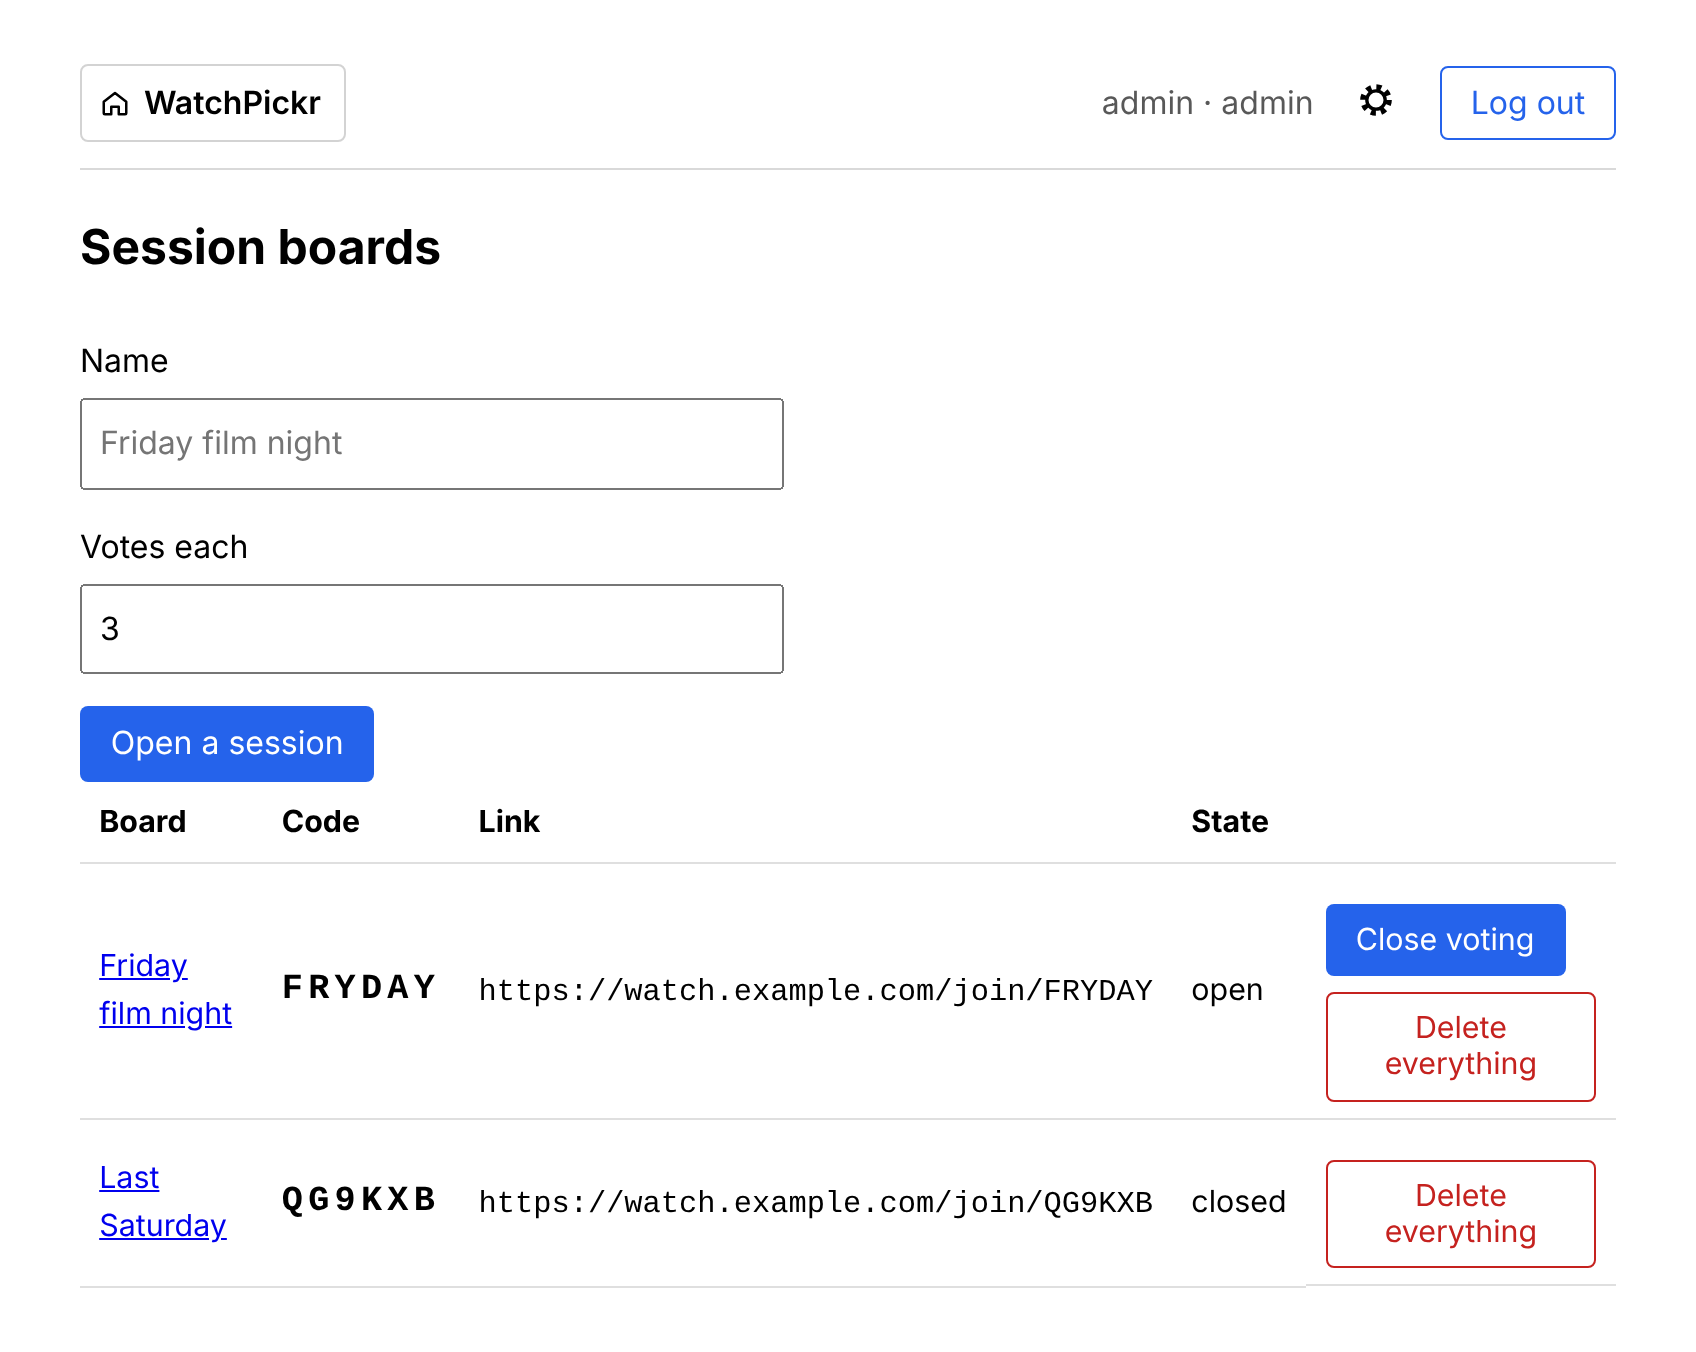 WatchPickr
admin · admin
Log out
Session boards
Name
Friday film night
Votes each
3
Open a session
Board Code Link State
Friday
film night
FRYDAY
https://watch.example.com/join/FRYDAY
open
Close voting
Delete
everything
Last
Saturday
QG9KXB
https://watch.example.com/join/QG9KXB
closed
Delete
everything